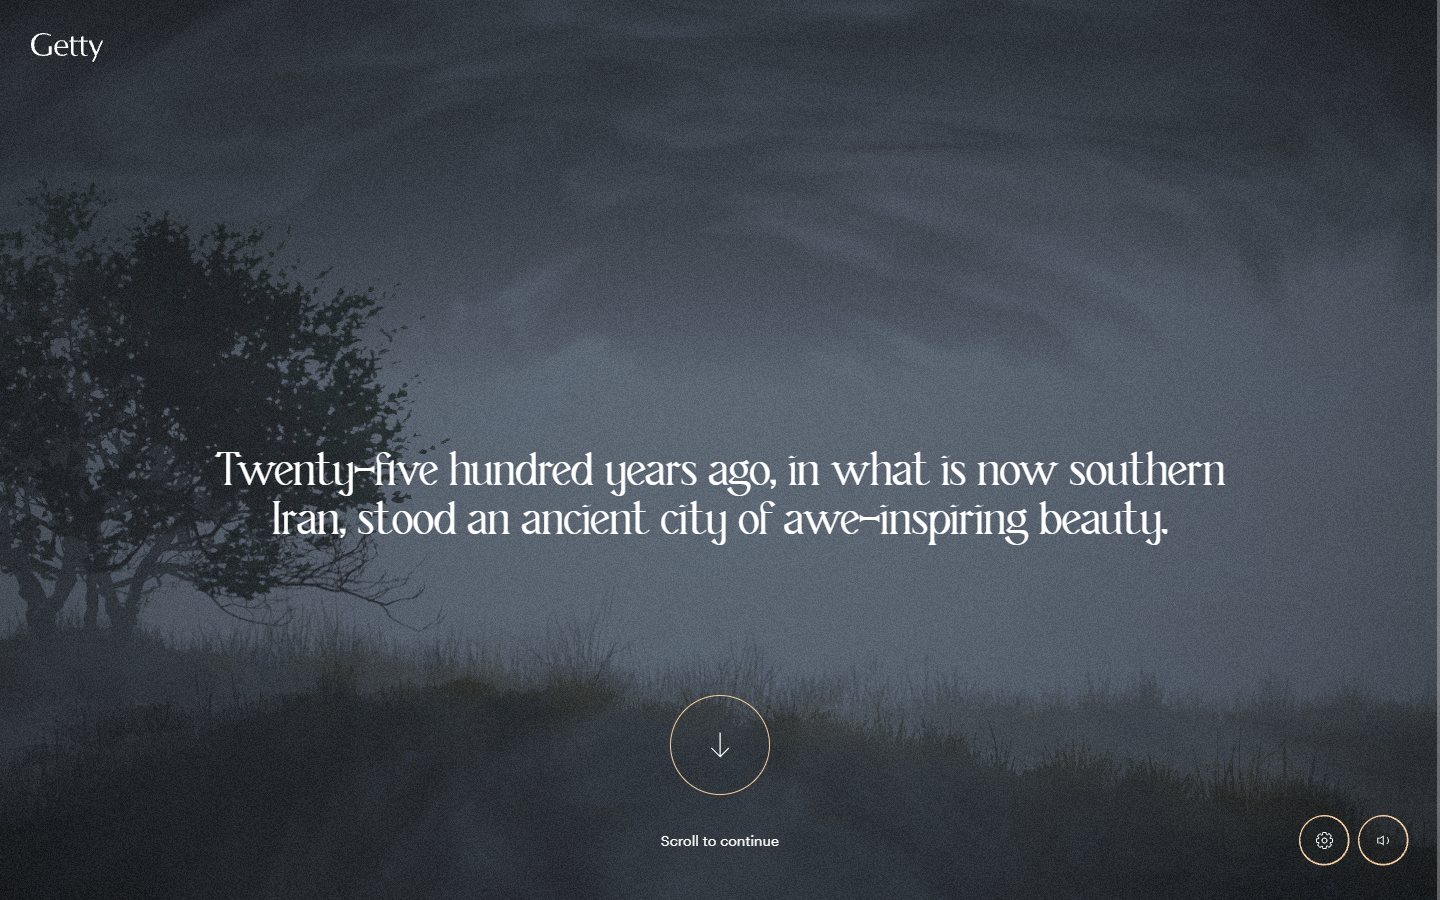 Getty
Twenty-five hundred years ago, in what is now southern
Iran, stood an ancient city of awe-inspiring beauty.
Scroll to continue